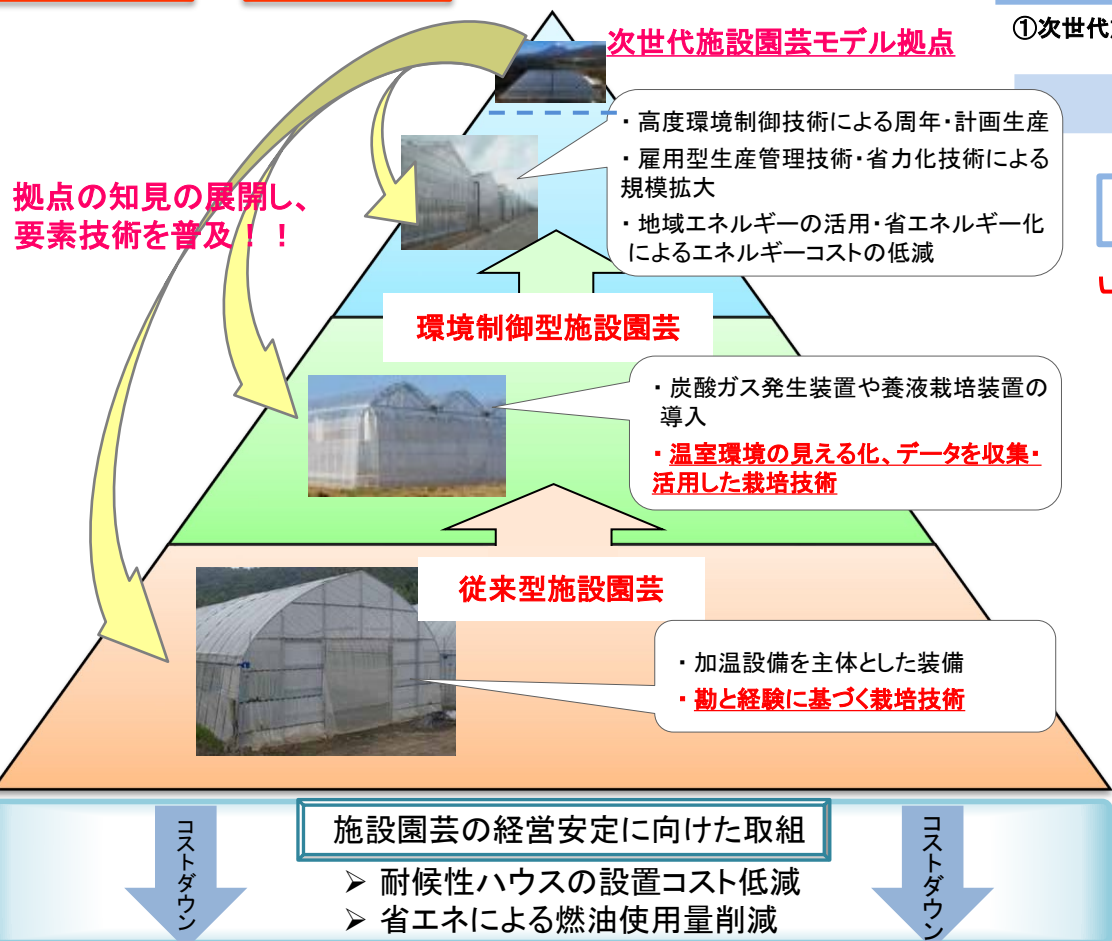 次世代施設園芸モデル拠点
①次世代
・高度環境制御技術による周年・計画生産
・雇用型生産管理技術・省力化技術による
規模拡大
・地域エネルギーの活用・省エネルギー化
によるエネルギーコストの低減
拠点の知見の展開し、
要素技術を普及！！
環境制御型施設園芸
・炭酸ガス発生装置や養液栽培装置の
導入
・温室環境の見える化、データを収集・
活用した栽培技術
従来型施設園芸
・加温設備を主体とした装備
・勘と経験に基づく栽培技術
コストダウン
施設園芸の経営安定に向けた取組
➢ 耐候性ハウスの設置コスト低減
➢ 省エネによる燃油使用量削減
コストダウン